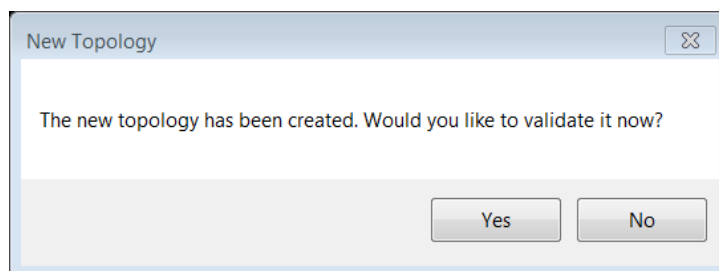 New Topology
The new topology has been created. Would you like to validate it now?
Yes No